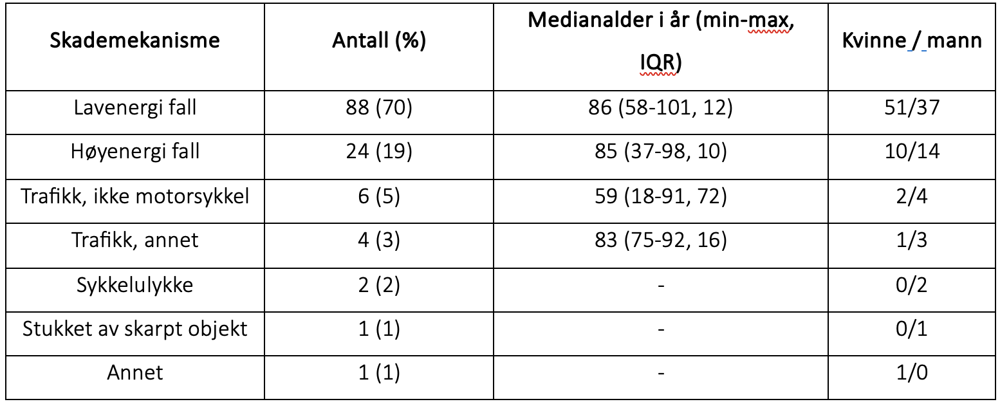 Skademekanisme Antall (%) Medianalder i år (min-max, IQR) Kvinne / mann
Lavenergi fall 88 (70) 86 (58-101, 12) 51/37
Høyenergi fall 24 (19) 85 (37-98, 10) 10/14
Trafikk, ikke motorsykkel 6 (5) 59 (18-91, 72) 2/4
Trafikk, annet 4 (3) 83 (75-92, 16) 1/3
Sykkelulykke 2 (2) - 0/2
Stukket av skarpt objekt 1 (1) - 0/1
Annet 1 (1) - 1/0